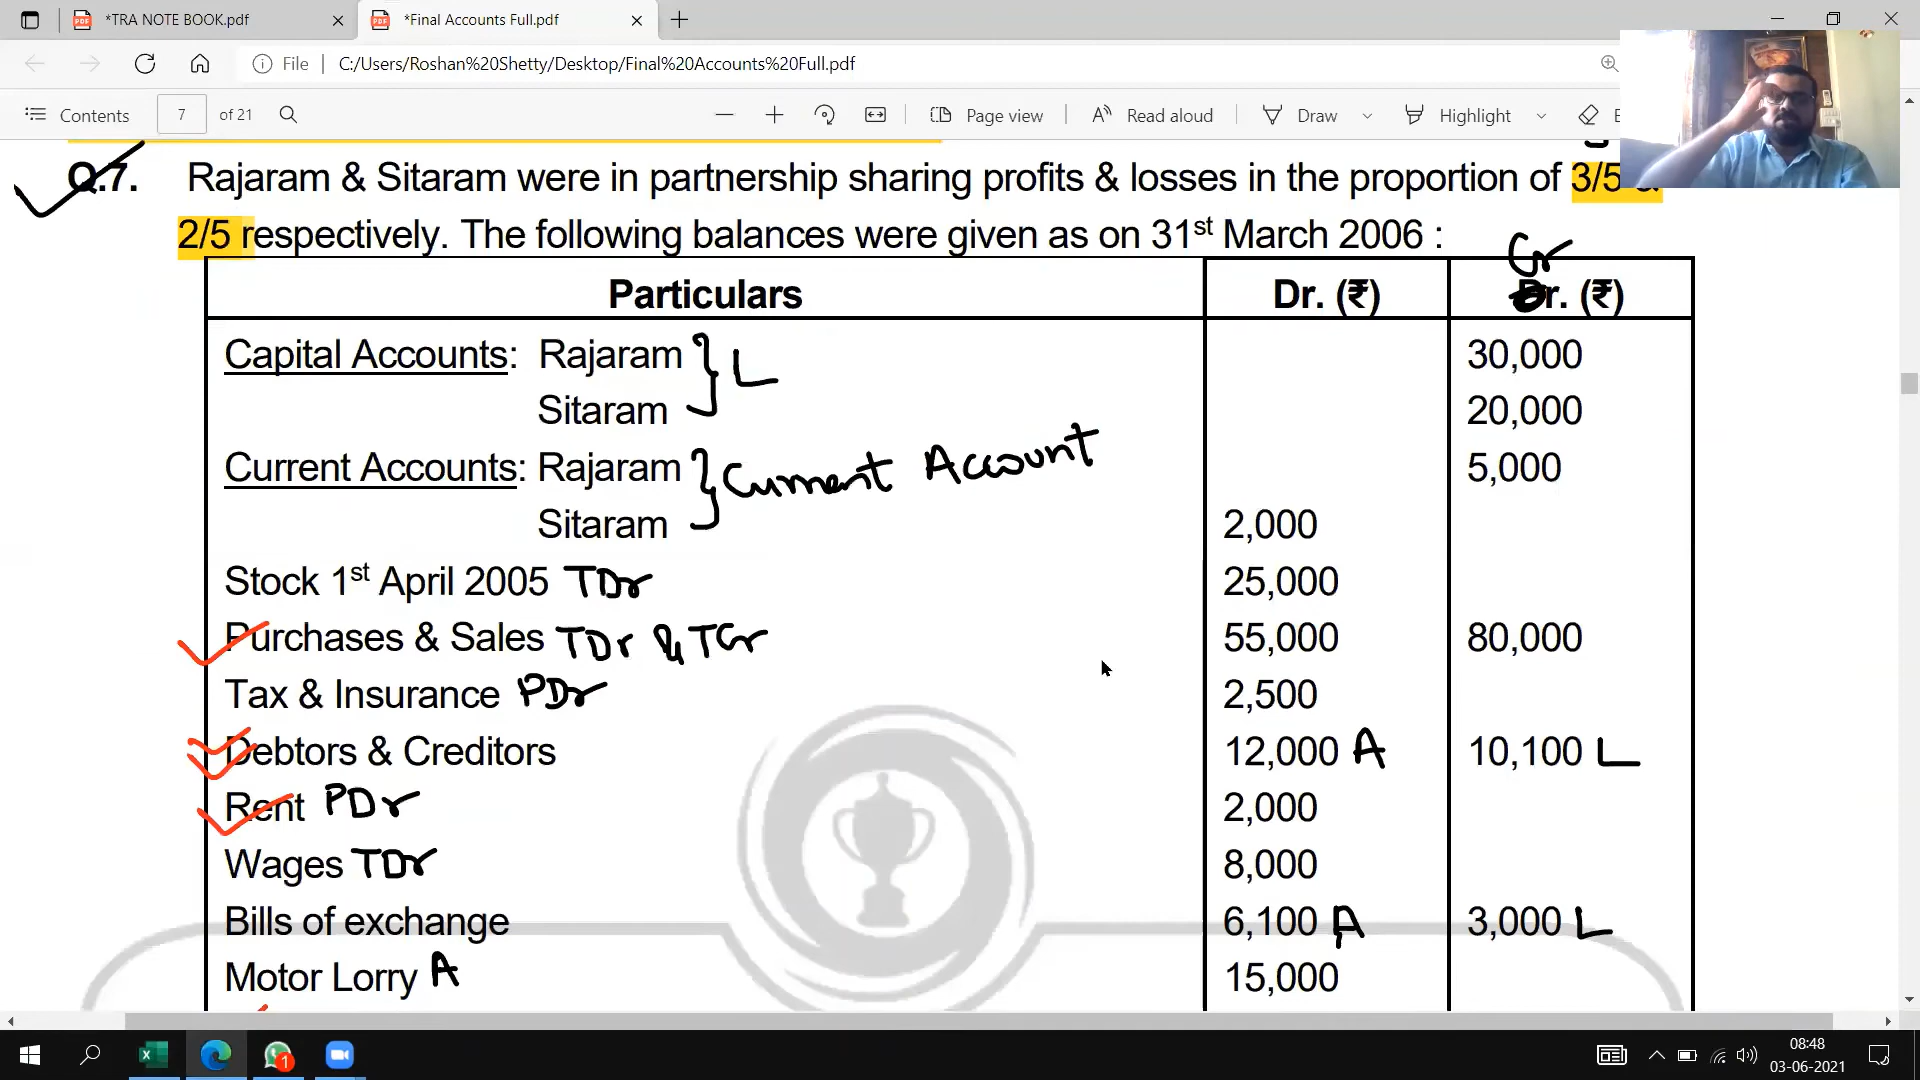 *TRA NOTE BOOK.pdf
*Final Accounts Full.pdf
File
C:/Users/Roshan%20Shetty/Desktop/Final%20Accounts%20Full.pdf
Contents
7
of 21
Page view
Read aloud
Draw
Highlight
Q.7. Rajaram & Sitaram were in partnership sharing profits & losses in the proportion of 3/5 &
2/5 respectively. The following balances were given as on 31st March 2006 :
Cr
Particulars Dr. (₹) Dr. (₹)
Capital Accounts: Rajaram L 30,000
Sitaram 20,000
Current Accounts: Rajaram Current Account 5,000
Sitaram 2,000
Stock 1st April 2005 TDr 25,000
Purchases & Sales TDr & TCr 55,000 80,000
Tax & Insurance PDr 2,500
Debtors & Creditors 12,000 A 10,100 L
Rent PDr 2,000
Wages TDr 8,000
Bills of exchange 6,100 A 3,000 L
Motor Lorry A 15,000
1
08:48
03-06-2021